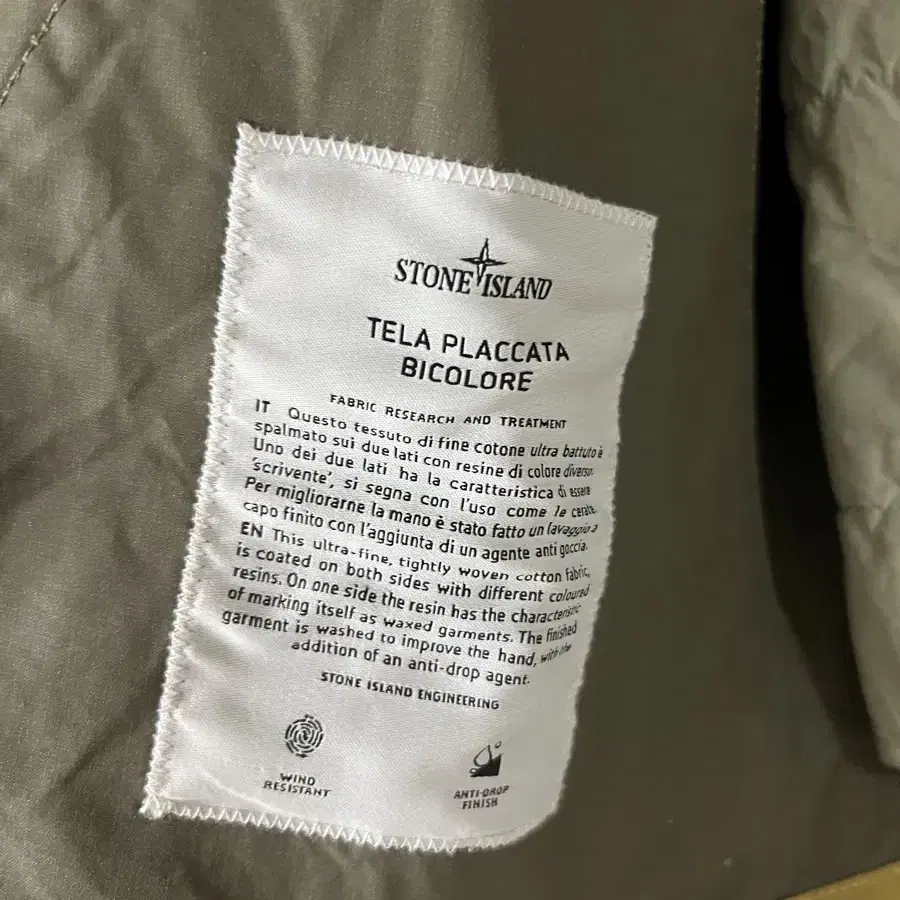 STONE ISLAND
TELA PLACCATA
BICOLORE
FABRIC RESEARCH AND TREATMENT
IT Questo tessuto di fine cotone ultra battuto è
spalmato sui due lati con resine di colore diverso.
Uno dei due lati ha la caratteristica di essere
'scrivente', si segna con l'uso come le cerate.
Per migliorarne la mano è stato fatto un lavaggio a
capo finito con l'aggiunta di un agente anti goccia.
EN This ultra-fine, tightly woven cotton fabric,
is coated on both sides with different coloured
resins. On one side the resin has the characteristic
of marking itself as waxed garments. The finished
garment is washed to improve the hand, with the
addition of an anti-drop agent.
STONE ISLAND ENGINEERING
WIND
RESISTANT
ANTI-DROP
FINISH